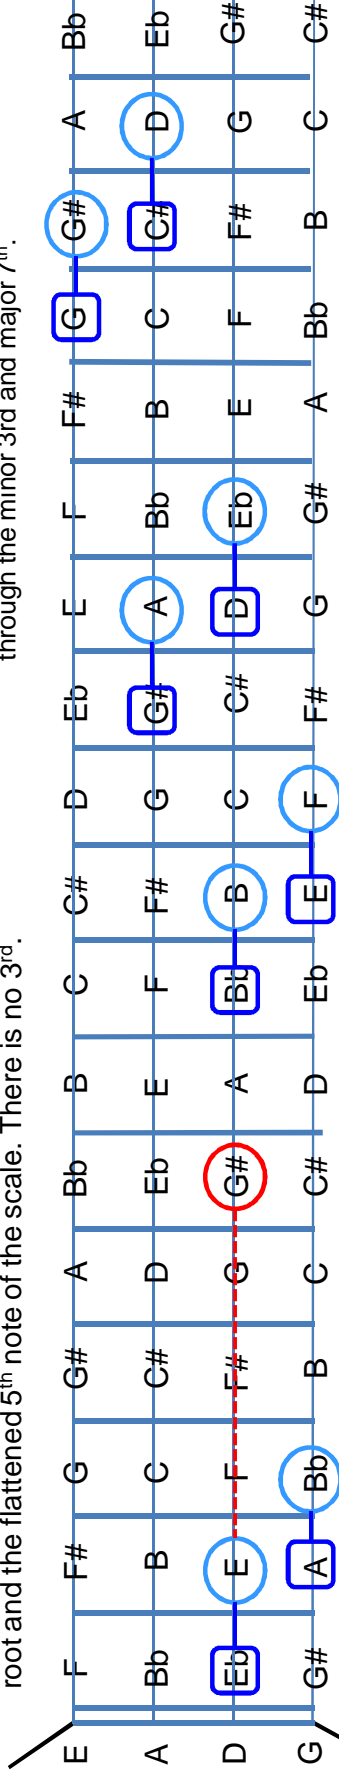 root and the flattened 5th note of the scale. There is no 3rd.
through the minor 3rd and major 7th.
E F F# G G# A Bb B C C# D Eb E F F# G G# A Bb
A Bb B C C# D Eb E F F# G G# A Bb B C C# D Eb
D Eb E F F# G G# A Bb B C C# D Eb E F F# G G#
G G# A Bb B C C# D Eb E F F# G G# A Bb B C C#